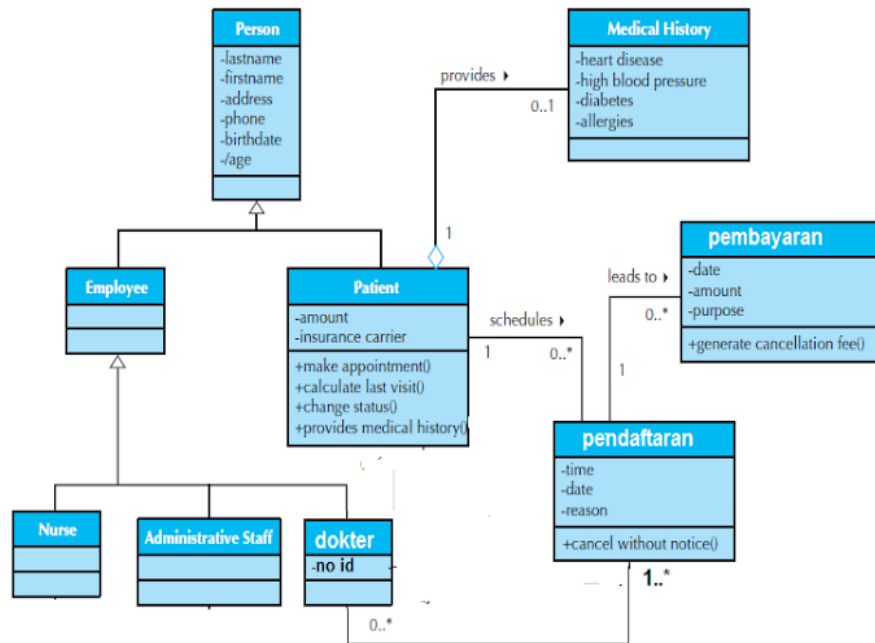 Person
-lastname
-firstname
-address
-phone
-birthdate
-/age
Medical History
-heart disease
-high blood pressure
-diabetes
-allergies
provides
0..1
1
Employee
Patient
-amount
-insurance carrier
+make appointment()
+calculate last visit()
+change status()
+provides medical history()
schedules
1
0..*
pembayaran
-date
-amount
-purpose
+generate cancellation fee()
leads to
0..*
1
pendaftaran
-time
-date
-reason
+cancel without notice()
1..*
Nurse
Administrative Staff
dokter
-no id
0..*